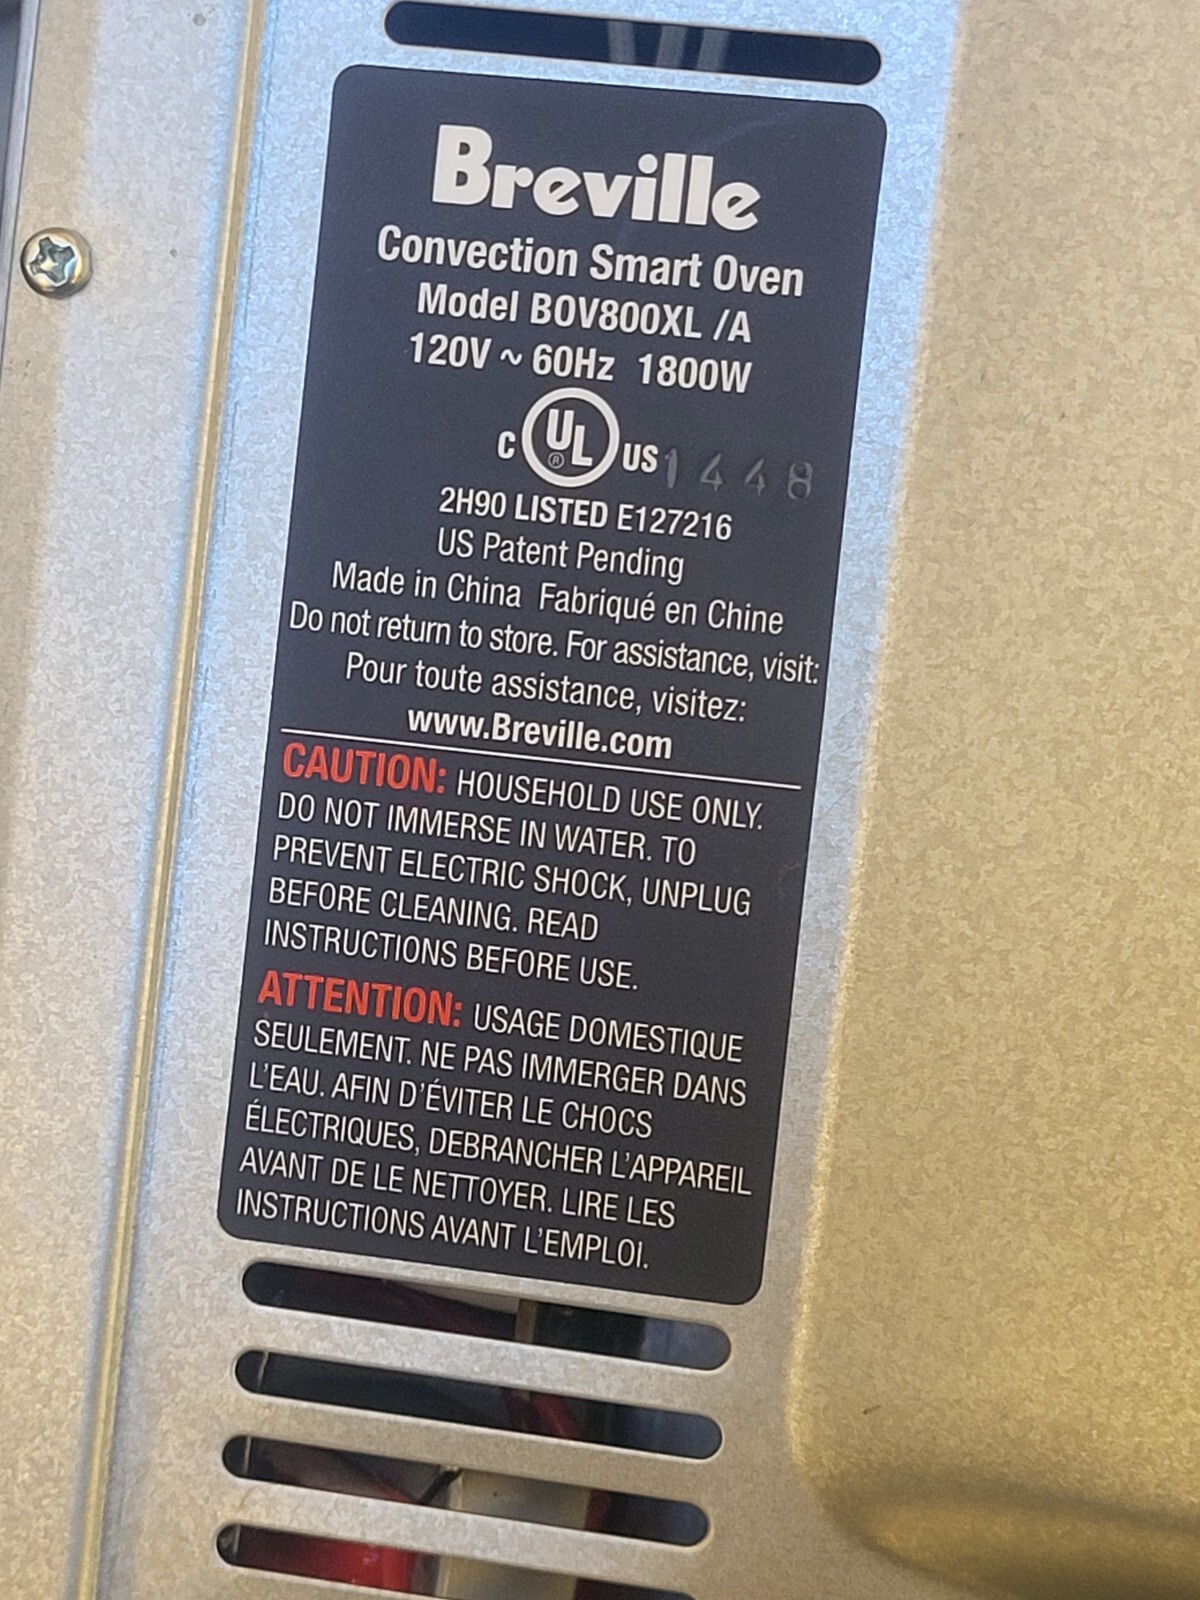 Breville
Convection Smart Oven
Model BOV800XL /A
120V ~ 60Hz 1800W
C UL ® US 1448
2H90 LISTED E127216
US Patent Pending
Made in China Fabriqué en Chine
Do not return to store. For assistance, visit:
Pour toute assistance, visitez:
www.Breville.com
CAUTION: HOUSEHOLD USE ONLY.
DO NOT IMMERSE IN WATER. TO
PREVENT ELECTRIC SHOCK, UNPLUG
BEFORE CLEANING. READ
INSTRUCTIONS BEFORE USE.
ATTENTION: USAGE DOMESTIQUE
SEULEMENT. NE PAS IMMERGER DANS
L'EAU. AFIN D'ÉVITER LE CHOCS
ÉLECTRIQUES, DEBRANCHER L'APPAREIL
AVANT DE LE NETTOYER. LIRE LES
INSTRUCTIONS AVANT L'EMPLOI.